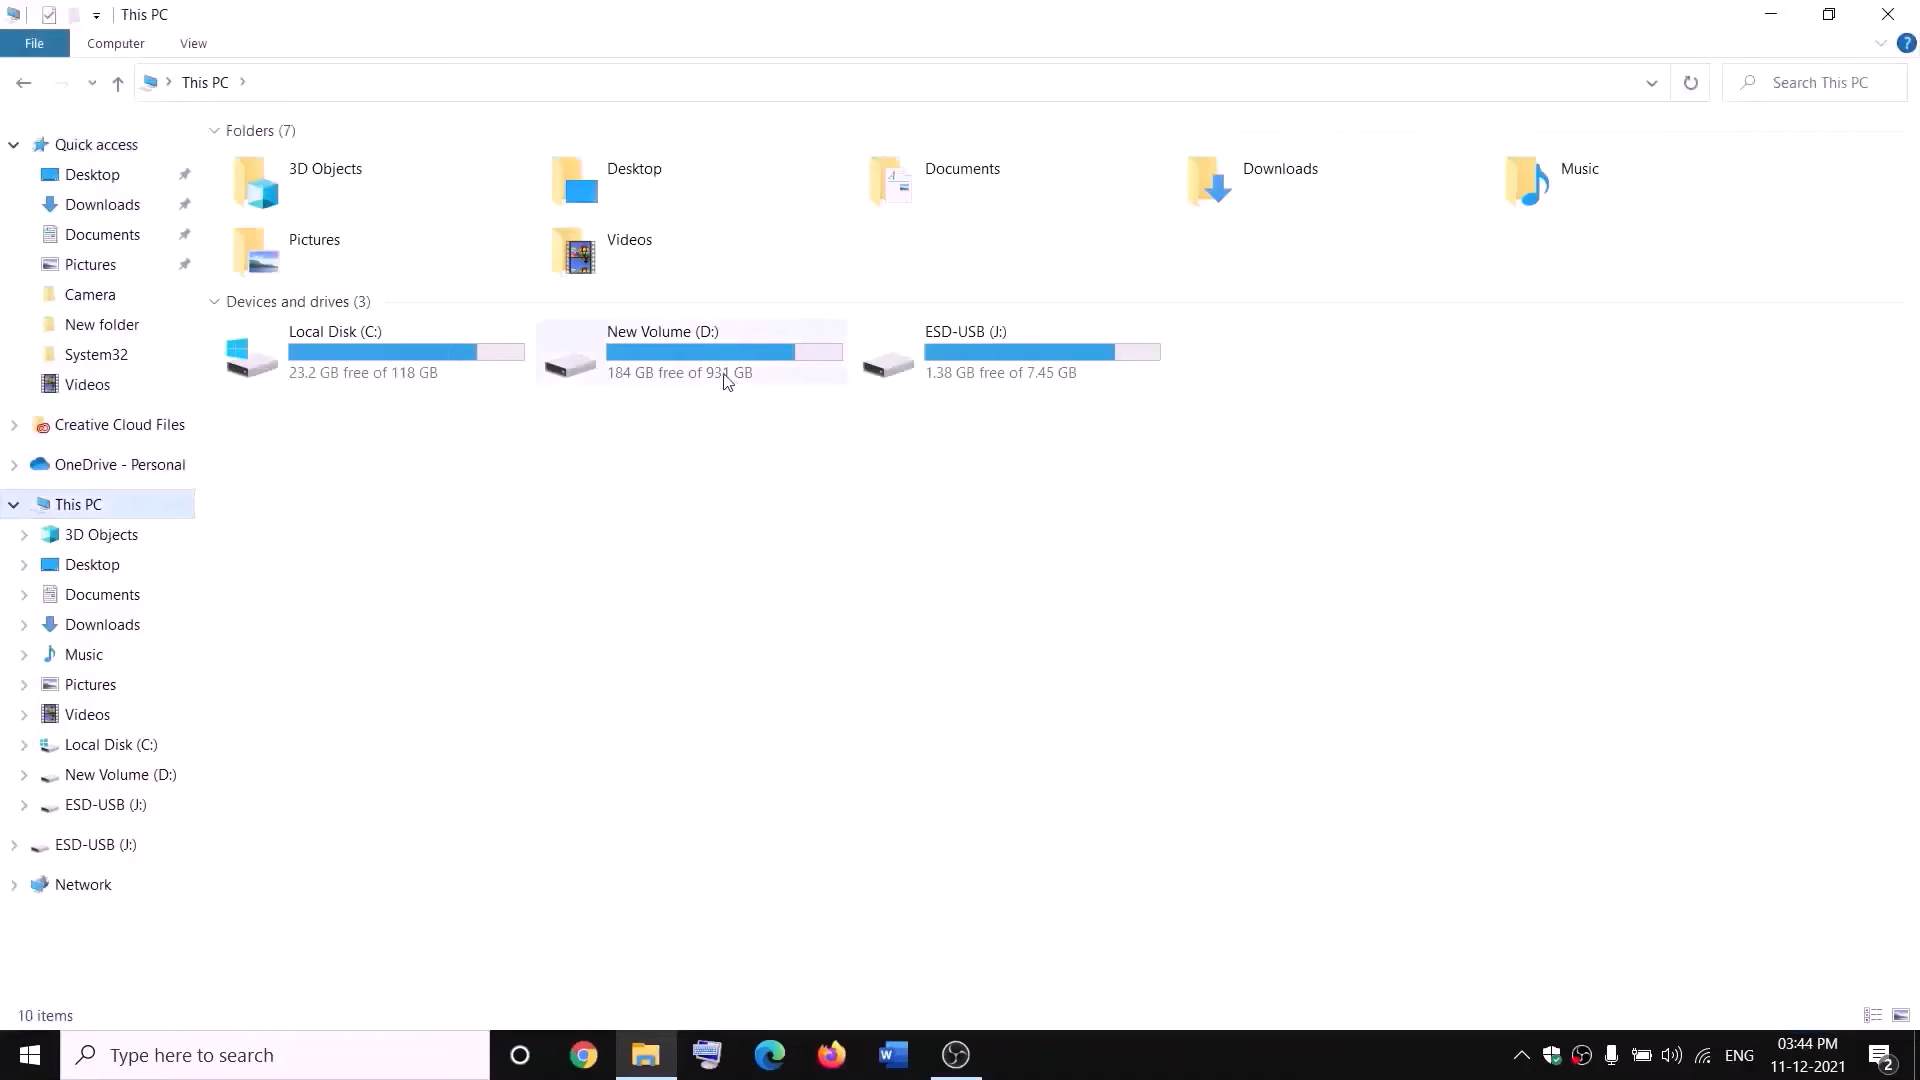 This PC
File
Computer
View
This PC
Search This PC
Quick access
Desktop
Downloads
Documents
Pictures
Camera
New folder
System32
Videos
Creative Cloud Files
OneDrive - Personal
This PC
3D Objects
Desktop
Documents
Downloads
Music
Pictures
Videos
Local Disk (C:)
New Volume (D:)
ESD-USB (J:)
ESD-USB (J:)
Network
Folders (7)
3D Objects
Desktop
Documents
Downloads
Music
Pictures
Videos
Devices and drives (3)
Local Disk (C:)
23.2 GB free of 118 GB
New Volume (D:)
184 GB free of 931 GB
ESD-USB (J:)
1.38 GB free of 7.45 GB
10 items
Type here to search
ENG
03:44 PM
11-12-2021
2